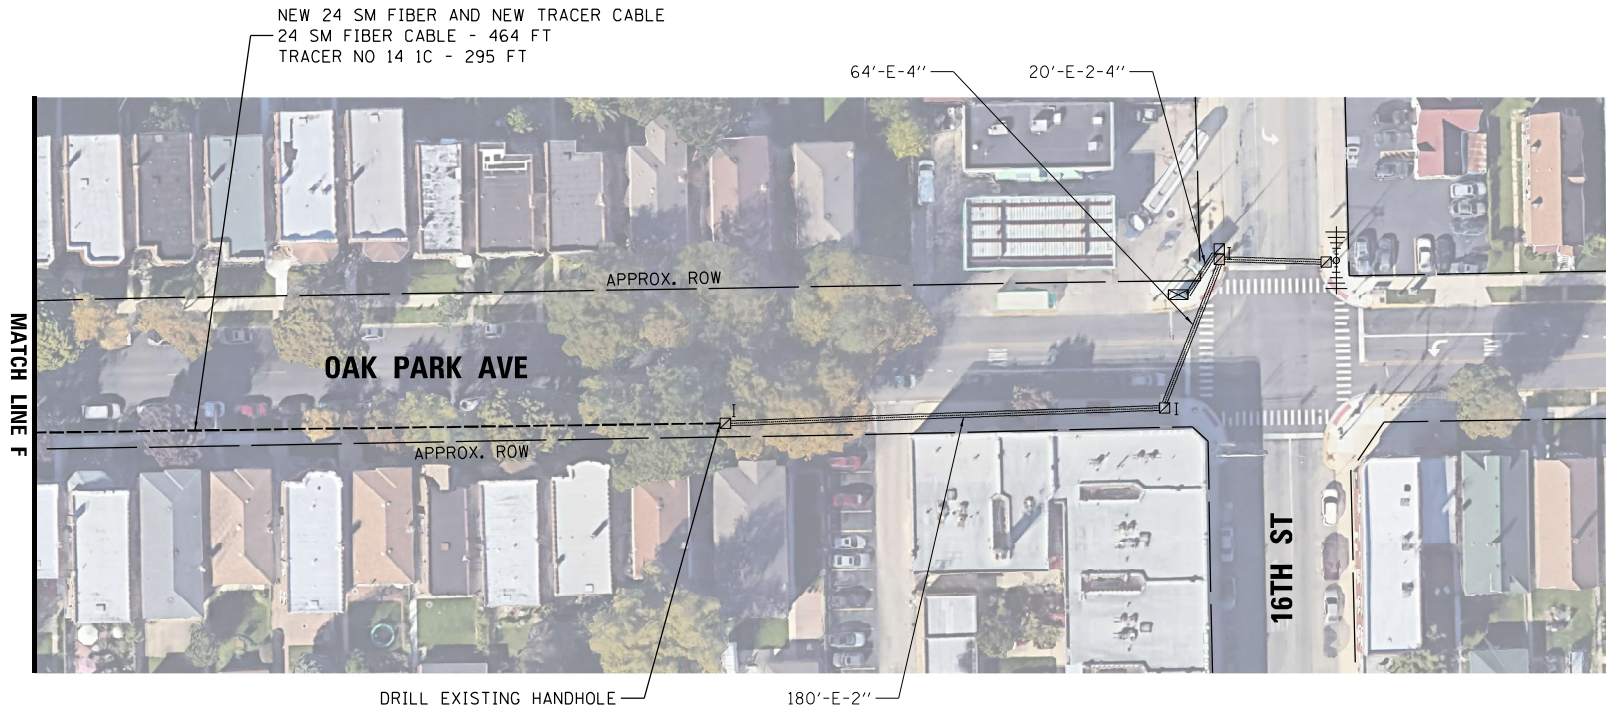 NEW 24 SM FIBER AND NEW TRACER CABLE
24 SM FIBER CABLE - 464 FT
TRACER NO 14 1C - 295 FT
64'-E-4''
20'-E-2-4''
APPROX. ROW
MATCH LINE F
OAK PARK AVE
I
I
I
APPROX. ROW
16TH ST
DRILL EXISTING HANDHOLE
180'-E-2''